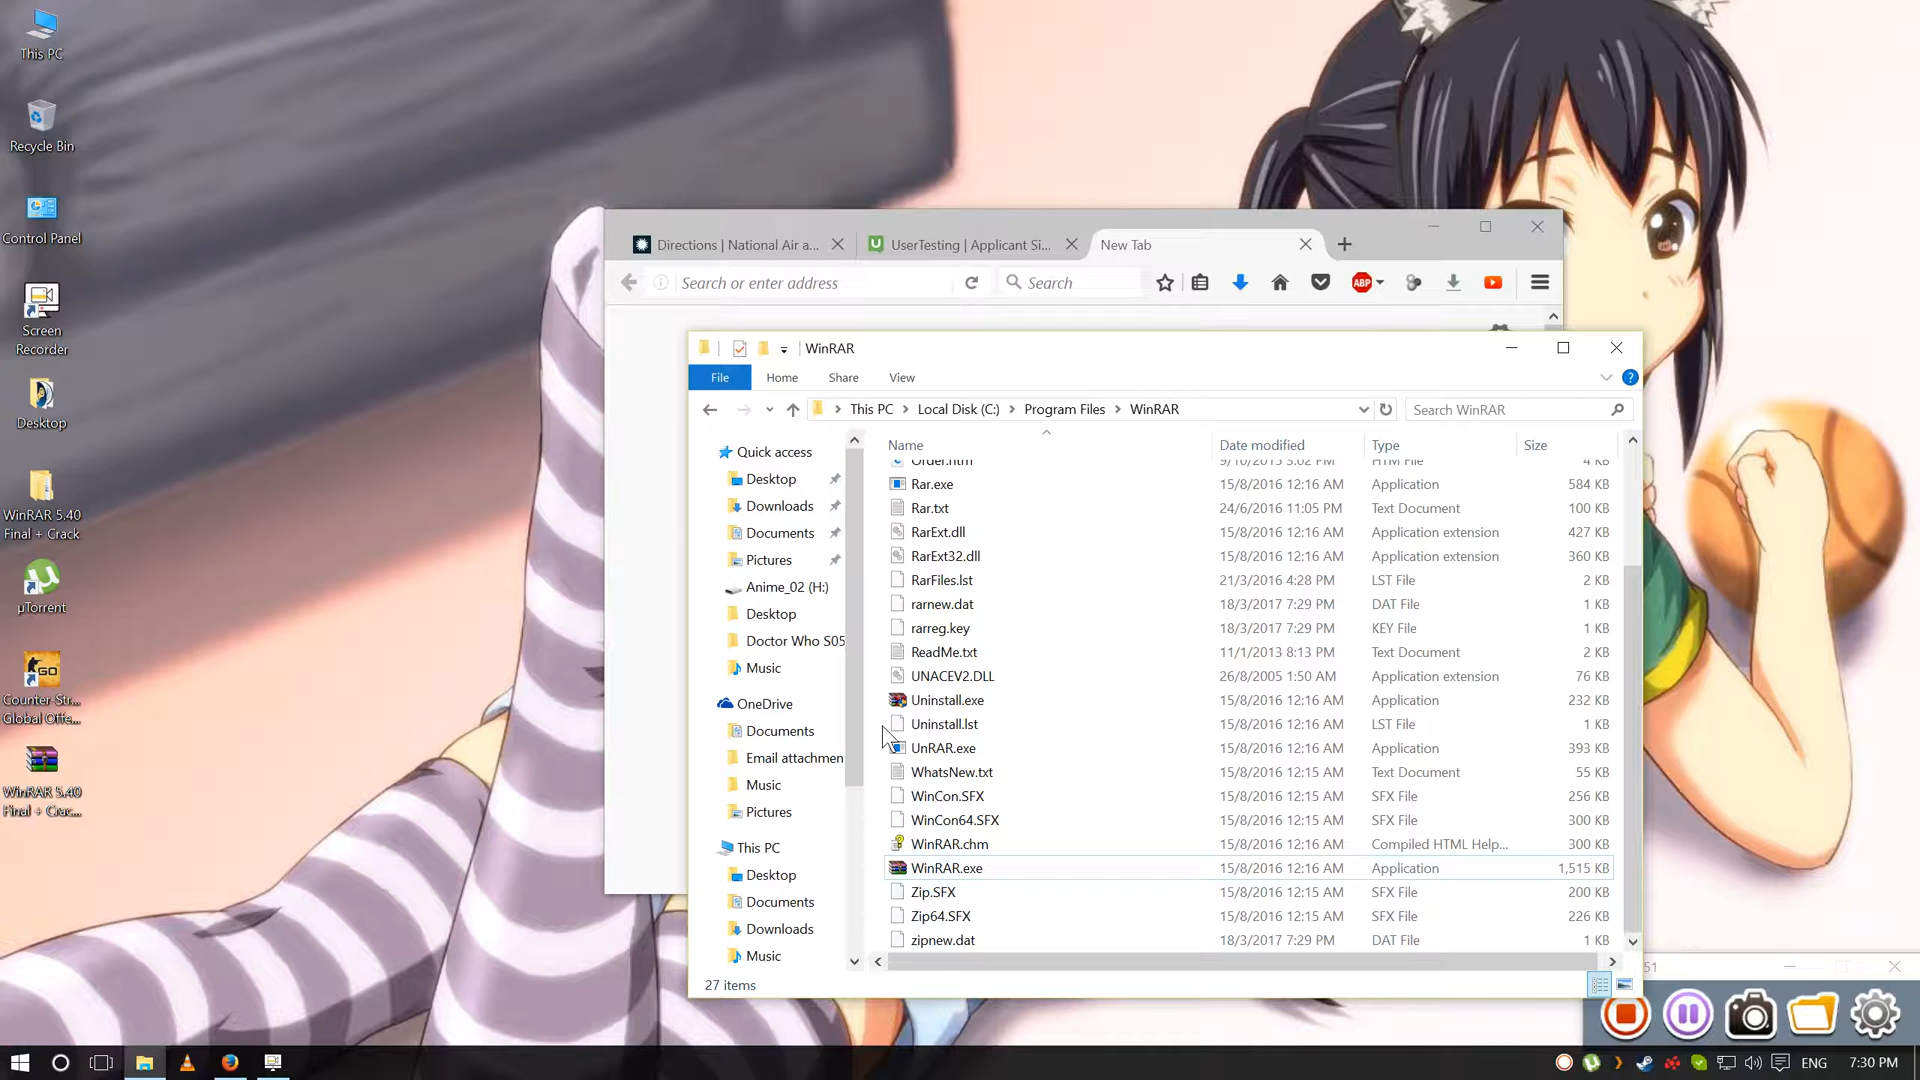 This PC
Recycle Bin
Control Panel
Screen
Recorder
Desktop
WinRAR 5.40
Final + Crack
µTorrent
Counter-Str...
Global Offe...
WinRAR 5.40
Final + Crac...
Directions | National Air a...
UserTesting | Applicant Si...
New Tab
Search or enter address
Search
ABP
WinRAR
File
Home
Share
View
This PC
Local Disk (C:)
Program Files
WinRAR
Search WinRAR
Quick access
Desktop
Downloads
Documents
Pictures
Anime_02 (H:)
Desktop
Doctor Who S05
Music
OneDrive
Documents
Email attachmen
Music
Pictures
This PC
Desktop
Documents
Downloads
Music
Name Date modified Type Size
Order.htm 9/10/2015 3:02 PM HTM File 4 KB
Rar.exe 15/8/2016 12:16 AM Application 584 KB
Rar.txt 24/6/2016 11:05 PM Text Document 100 KB
RarExt.dll 15/8/2016 12:16 AM Application extension 427 KB
RarExt32.dll 15/8/2016 12:16 AM Application extension 360 KB
RarFiles.lst 21/3/2016 4:28 PM LST File 2 KB
rarnew.dat 18/3/2017 7:29 PM DAT File 1 KB
rarreg.key 18/3/2017 7:29 PM KEY File 1 KB
ReadMe.txt 11/1/2013 8:13 PM Text Document 2 KB
UNACEV2.DLL 26/8/2005 1:50 AM Application extension 76 KB
Uninstall.exe 15/8/2016 12:16 AM Application 232 KB
Uninstall.lst 15/8/2016 12:16 AM LST File 1 KB
UnRAR.exe 15/8/2016 12:16 AM Application 393 KB
WhatsNew.txt 15/8/2016 12:15 AM Text Document 55 KB
WinCon.SFX 15/8/2016 12:15 AM SFX File 256 KB
WinCon64.SFX 15/8/2016 12:15 AM SFX File 300 KB
WinRAR.chm 15/8/2016 12:16 AM Compiled HTML Help... 300 KB
WinRAR.exe 15/8/2016 12:16 AM Application 1,515 KB
Zip.SFX 15/8/2016 12:15 AM SFX File 200 KB
Zip64.SFX 15/8/2016 12:15 AM SFX File 226 KB
zipnew.dat 18/3/2017 7:29 PM DAT File 1 KB
27 items
51
ENG
7:30 PM